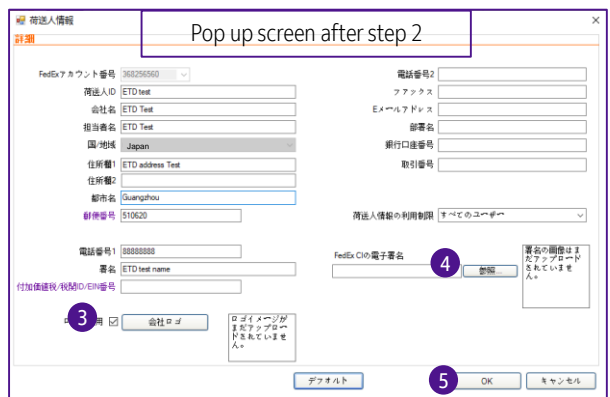 荷送人情報
Pop up screen after step 2
詳細
FedExアカウント番号 360256560
荷送人ID ETD test
会社名 ETD Test
担当者名 ETD Test
国/地域 Japan
住所欄1 ETD address Test
住所欄2
都市名 Guangzhou
郵便番号 510620
電話番号2
ファックス
Eメールアドレス
部署名
銀行口座番号
取引番号
荷送人情報の利用制限 すべてのユーザー
電話番号1 88888888
署名 ETD test name
付加価値税/税関ID/EIN番号
FedEx CIの電子署名
4
参照...
署名の画像はま
だアップロード
されていませ
ん。
3
用
会社ロゴ
ロゴイメージが
まだアップロー
ドされていませ
ん。
デフォルト
5
OK
キャンセル